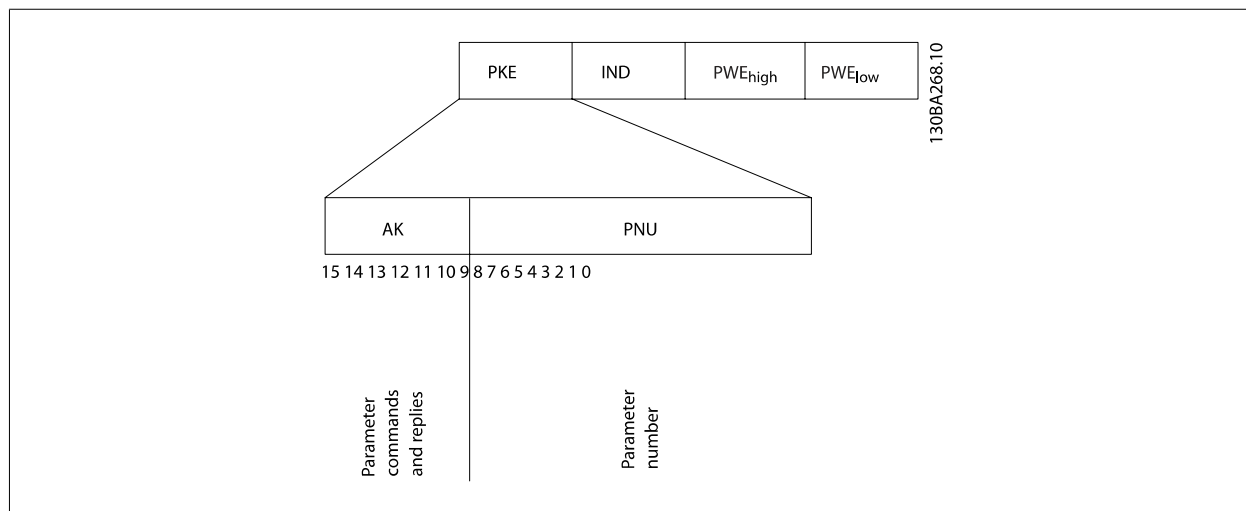 PKE IND PWEhigh PWElow
130BA268.10
AK PNU
15 14 13 12 11 10 9 8 7 6 5 4 3 2 1 0
Parameter
commands
and replies
Parameter
number